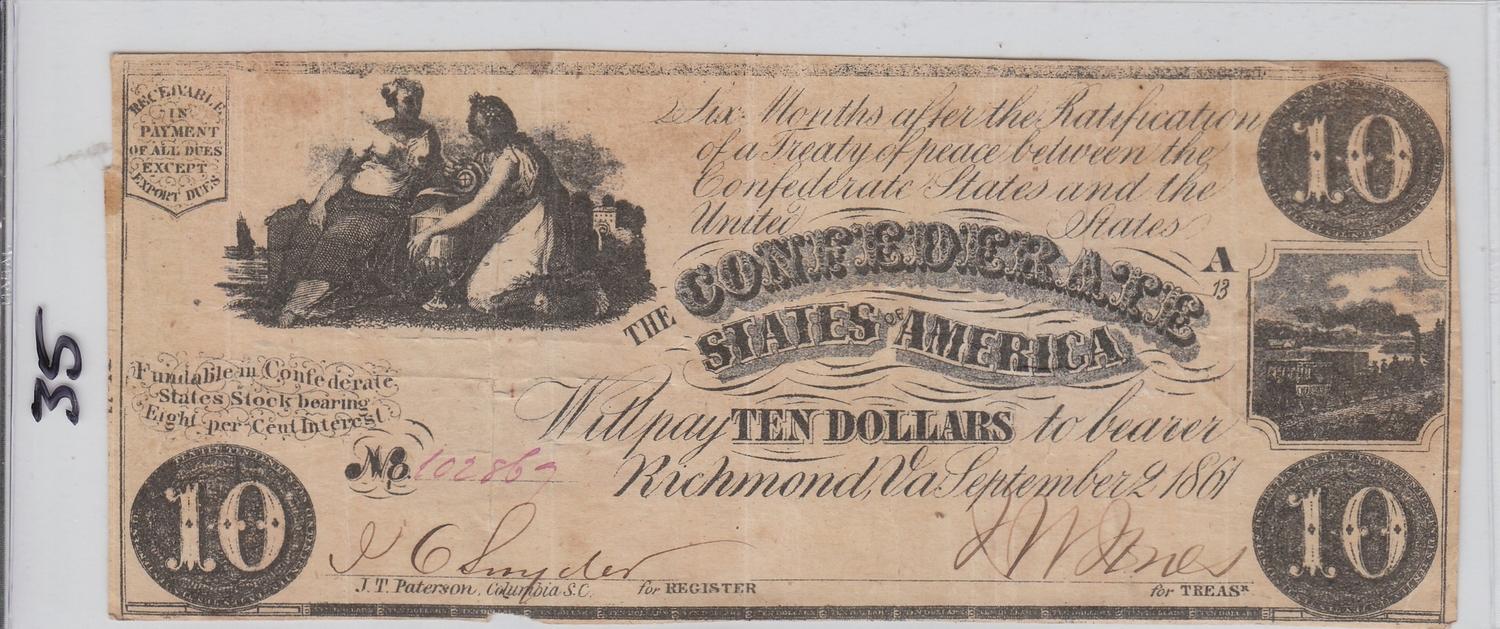 RECEIVABLE
IN
PAYMENT
OF ALL DUES
EXCEPT
EXPORT DUES
Six Months after the Ratification
of a Treaty of peace between the
Confederate States and the
United States
10
A
13
THE CONFEDERATE
STATES OF AMERICA
35
Fundable in Confederate
States Stock bearing
Eight per Cent Interest
Will pay TEN DOLLARS to bearer
No. 102869
Richmond, Va September 2 1861
10
10
J C Snyder
J W Jones
J. T. Paterson, Columbia S.C.
for REGISTER
for TREASR